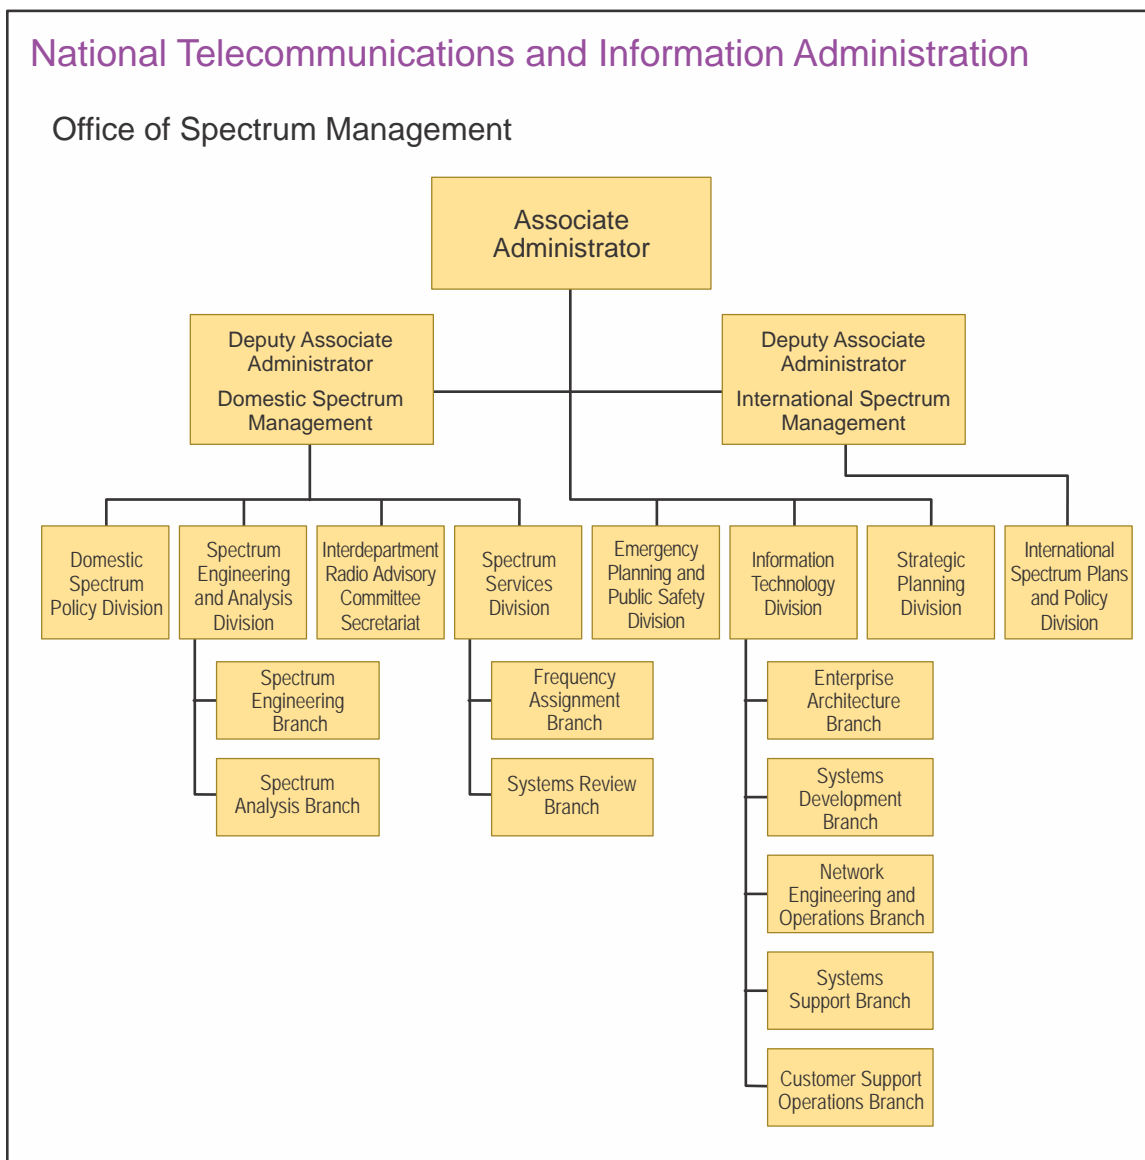 National Telecommunications and Information Administration
Office of Spectrum Management
Associate
Administrator
Deputy Associate
Administrator
Domestic Spectrum
Management
Deputy Associate
Administrator
International Spectrum
Management
Domestic
Spectrum
Policy Division
Spectrum
Engineering
and Analysis
Division
Interdepartment
Radio Advisory
Committee
Secretariat
Spectrum
Services
Division
Emergency
Planning and
Public Safety
Division
Information
Technology
Division
Strategic
Planning
Division
International
Spectrum Plans
and Policy
Division
Spectrum
Engineering
Branch
Spectrum
Analysis Branch
Frequency
Assignment
Branch
Systems Review
Branch
Enterprise
Architecture
Branch
Systems
Development
Branch
Network
Engineering and
Operations Branch
Systems
Support Branch
Customer Support
Operations Branch